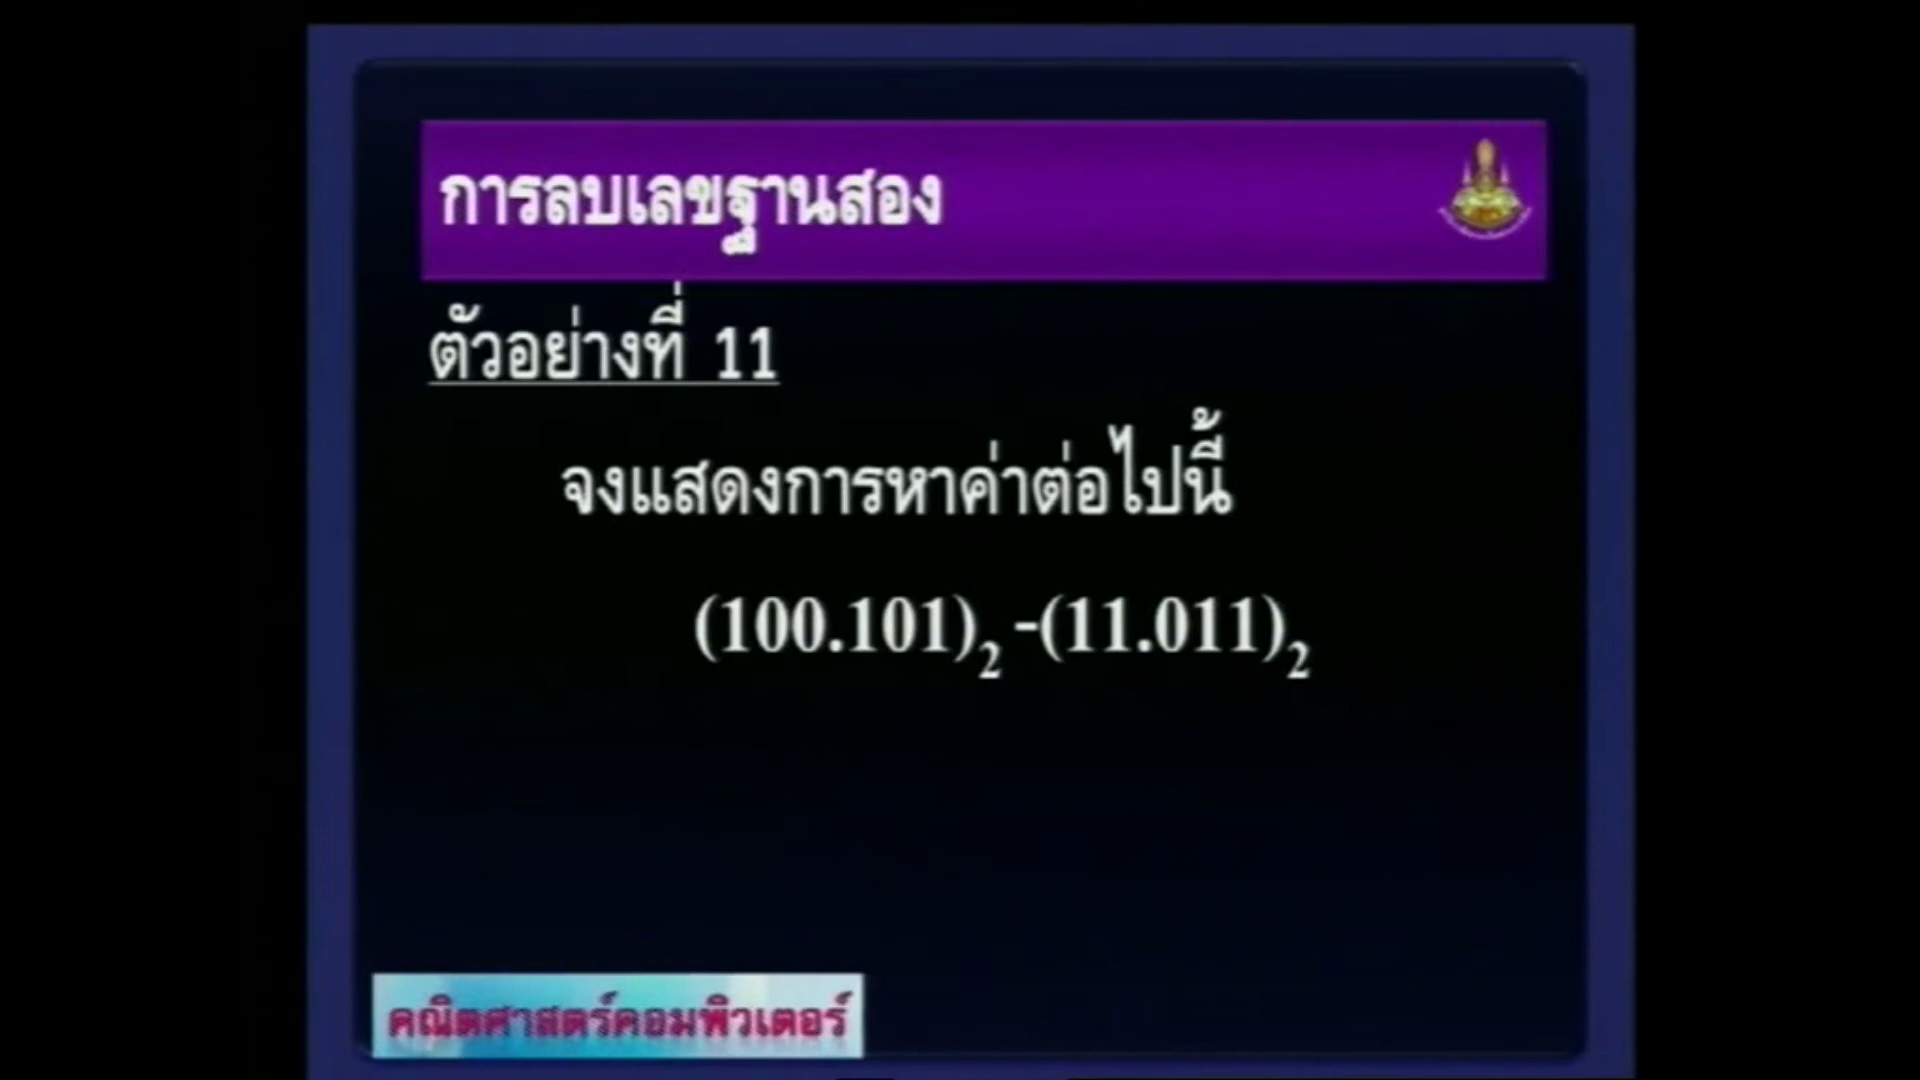 การลบเลขฐานสอง
ตัวอย่างที่ 11
จงแสดงการหาค่าต่อไปนี้
(100.101)₂ -(11.011)₂
คณิตศาสตร์คอมพิวเตอร์